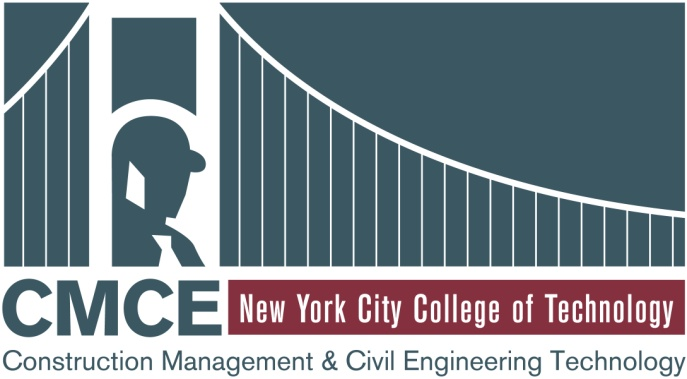 CMCE New York City College of Technology
Construction Management & Civil Engineering Technology